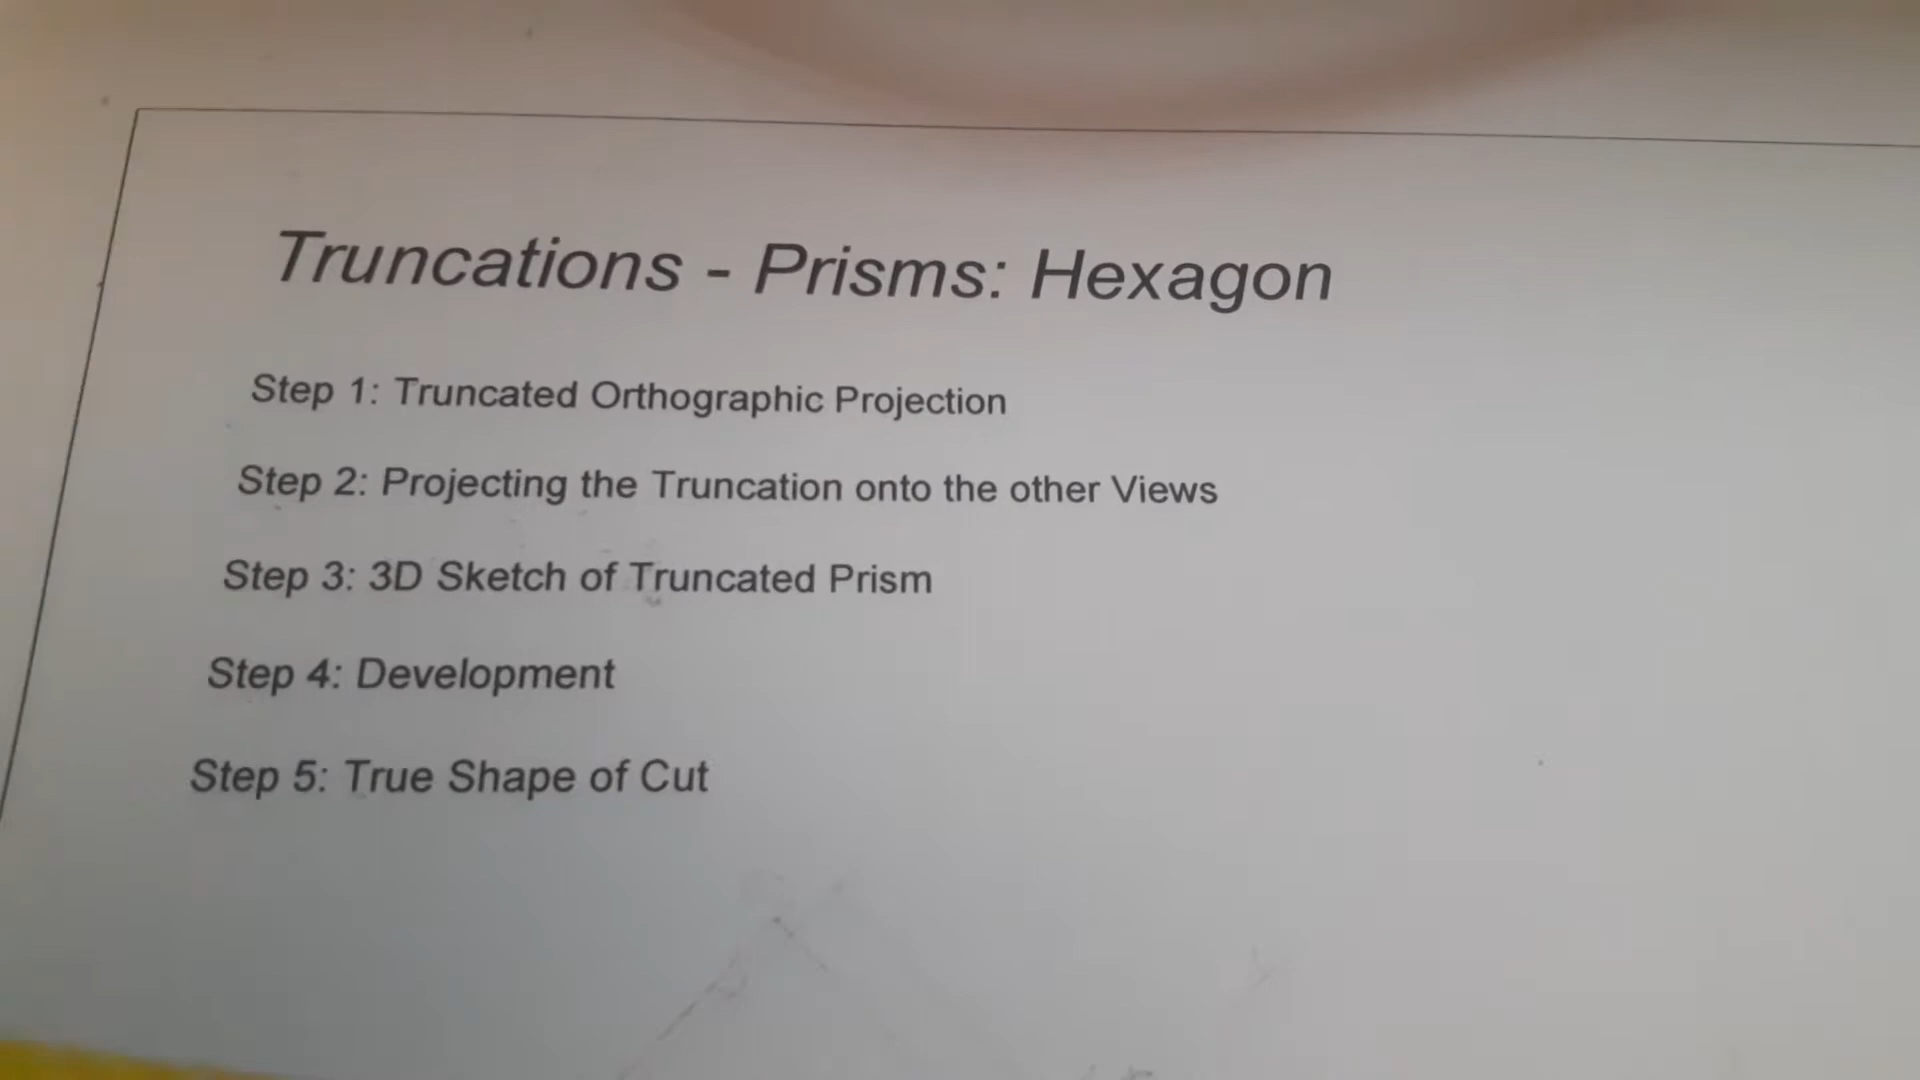 Truncations - Prisms: Hexagon
Step 1: Truncated Orthographic Projection
Step 2: Projecting the Truncation onto the other Views
Step 3: 3D Sketch of Truncated Prism
Step 4: Development
Step 5: True Shape of Cut